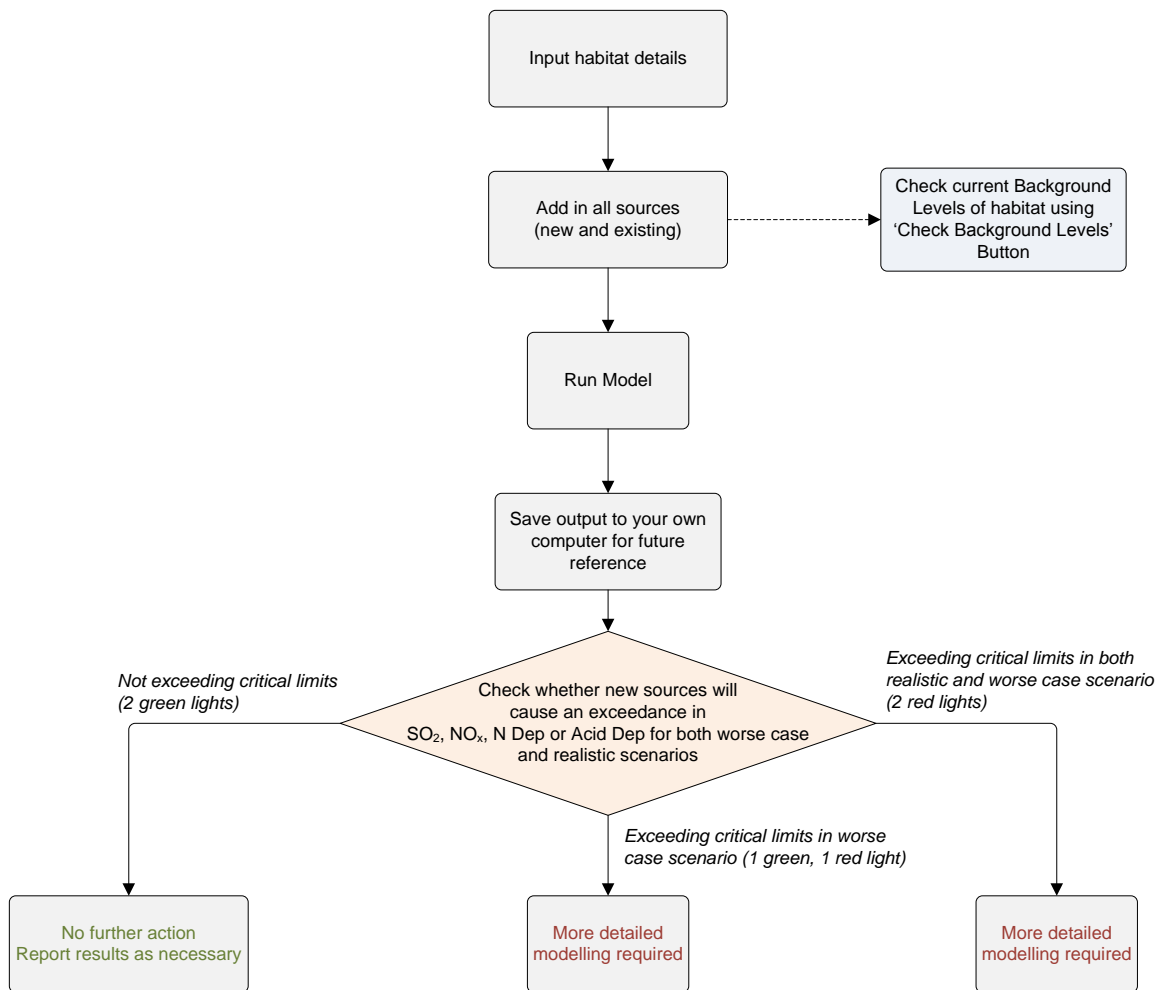 Input habitat details
Add in all sources
(new and existing)
Check current Background
Levels of habitat using
‘Check Background Levels’
Button
Run Model
Save output to your own
computer for future
reference
Not exceeding critical limits
(2 green lights)
Check whether new sources will
cause an exceedance in
SO₂, NOₓ, N Dep or Acid Dep for both worse case
and realistic scenarios
Exceeding critical limits in both
realistic and worse case scenario
(2 red lights)
Exceeding critical limits in worse
case scenario (1 green, 1 red light)
No further action
Report results as necessary
More detailed
modelling required
More detailed
modelling required